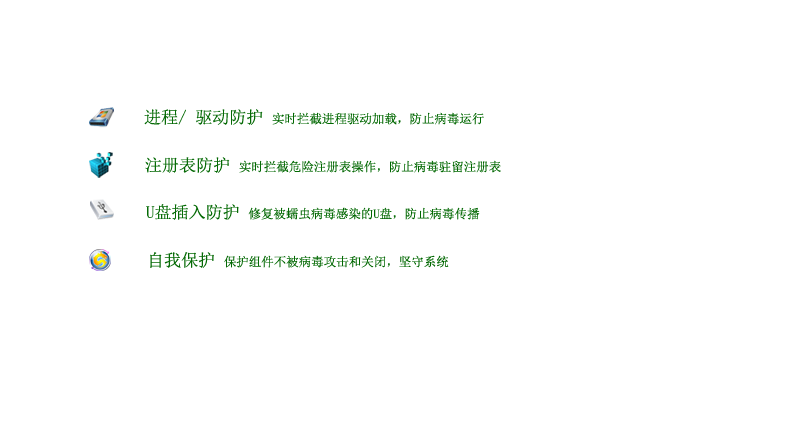 进程/ 驱动防护 实时拦截进程驱动加载，防止病毒运行
注册表防护 实时拦截危险注册表操作，防止病毒驻留注册表
U盘插入防护 修复被蠕虫病毒感染的U盘，防止病毒传播
自我保护 保护组件不被病毒攻击和关闭，坚守系统